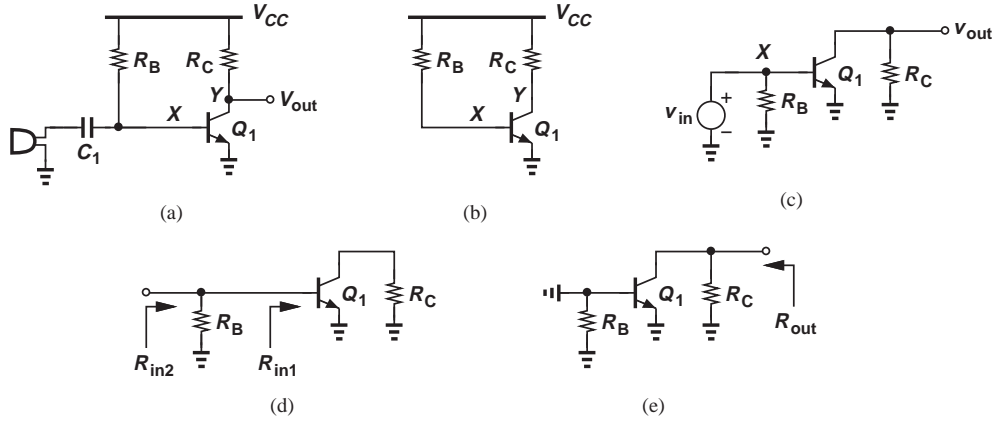 V_CC
R_B
R_C
Y
V_out
X
Q_1
C_1
(a)
V_CC
R_B
R_C
Y
X
Q_1
(b)
v_out
X
Q_1
R_C
v_in
+
−
R_B
(c)
Q_1
R_C
R_B
R_in2
R_in1
(d)
Q_1
R_B
R_C
R_out
(e)